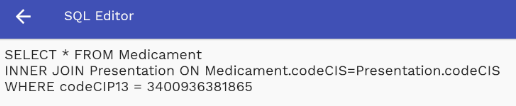 SQL Editor
SELECT * FROM Medicament
INNER JOIN Presentation ON Medicament.codeCIS=Presentation.codeCIS
WHERE codeCIP13 = 3400936381865